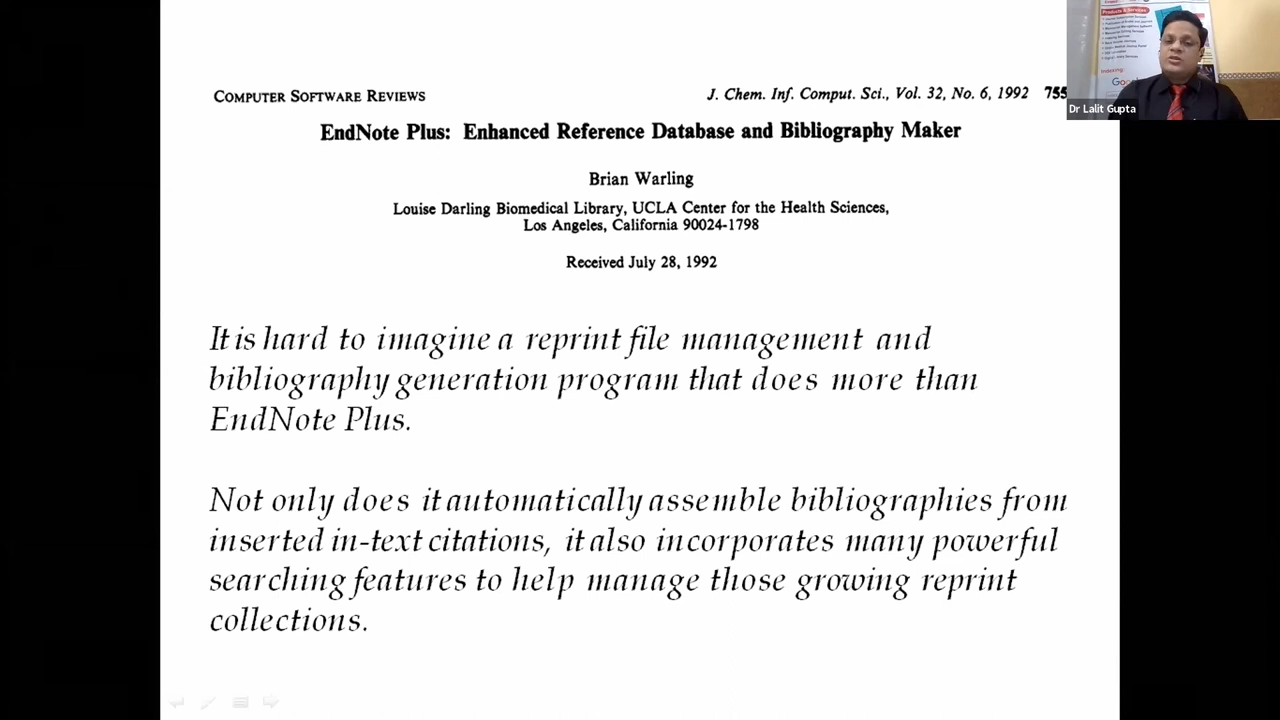 COMPUTER SOFTWARE REVIEWS
J. Chem. Inf. Comput. Sci., Vol. 32, No. 6, 1992 755
EndNote Plus: Enhanced Reference Database and Bibliography Maker
Brian Warling
Louise Darling Biomedical Library, UCLA Center for the Health Sciences,
Los Angeles, California 90024-1798
Received July 28, 1992
It is hard to imagine a reprint file management and
bibliography generation program that does more than
EndNote Plus.
Not only does it automatically assemble bibliographies from
inserted in-text citations, it also incorporates many powerful
searching features to help manage those growing reprint
collections.
Products & Services
Indexing:
Goo
Dr Lalit Gupta